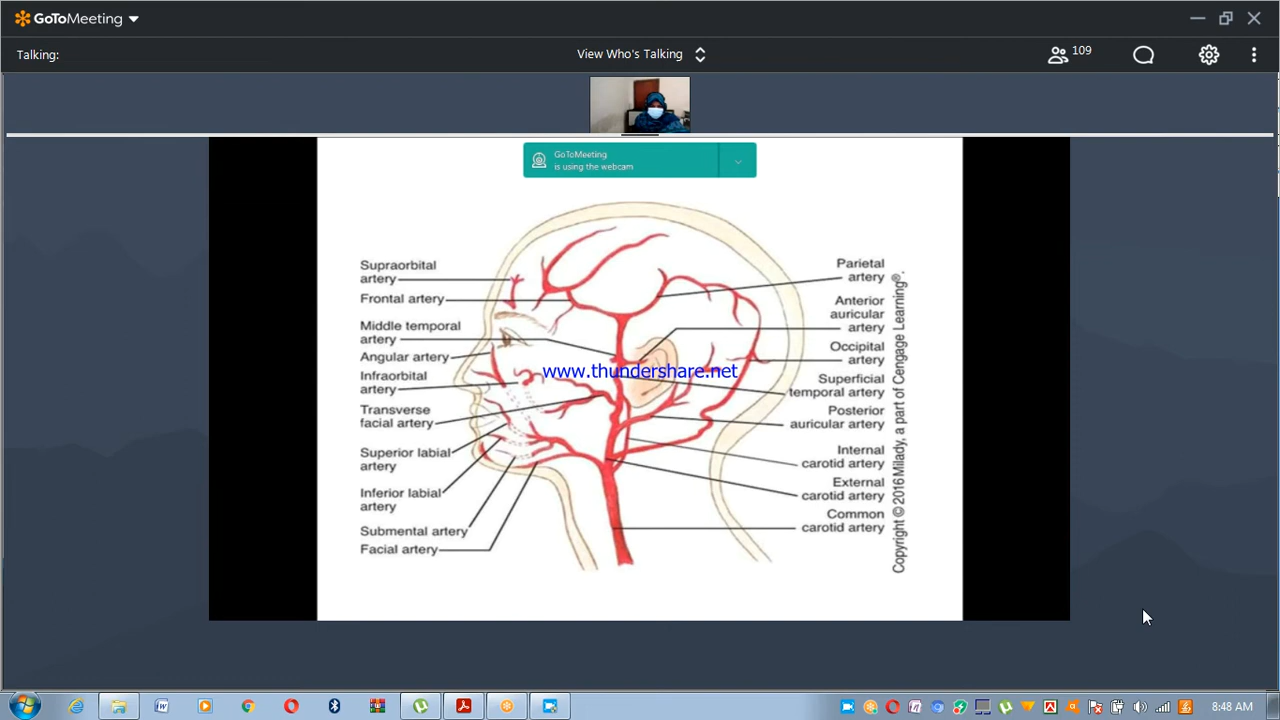 GoToMeeting
Talking:
View Who's Talking
109
GoToMeeting
is using the webcam
Supraorbital
artery
Frontal artery
Middle temporal
artery
Angular artery
Infraorbital
artery
Transverse
facial artery
Superior labial
artery
Inferior labial
artery
Submental artery
Facial artery
www.thundershare.net
Parietal
artery
Anterior
auricular
artery
Occipital
artery
Superficial
temporal artery
Posterior
auricular artery
Internal
carotid artery
External
carotid artery
Common
carotid artery
Copyright © 2016 Milady, a part of Cengage Learning®.
8:48 AM